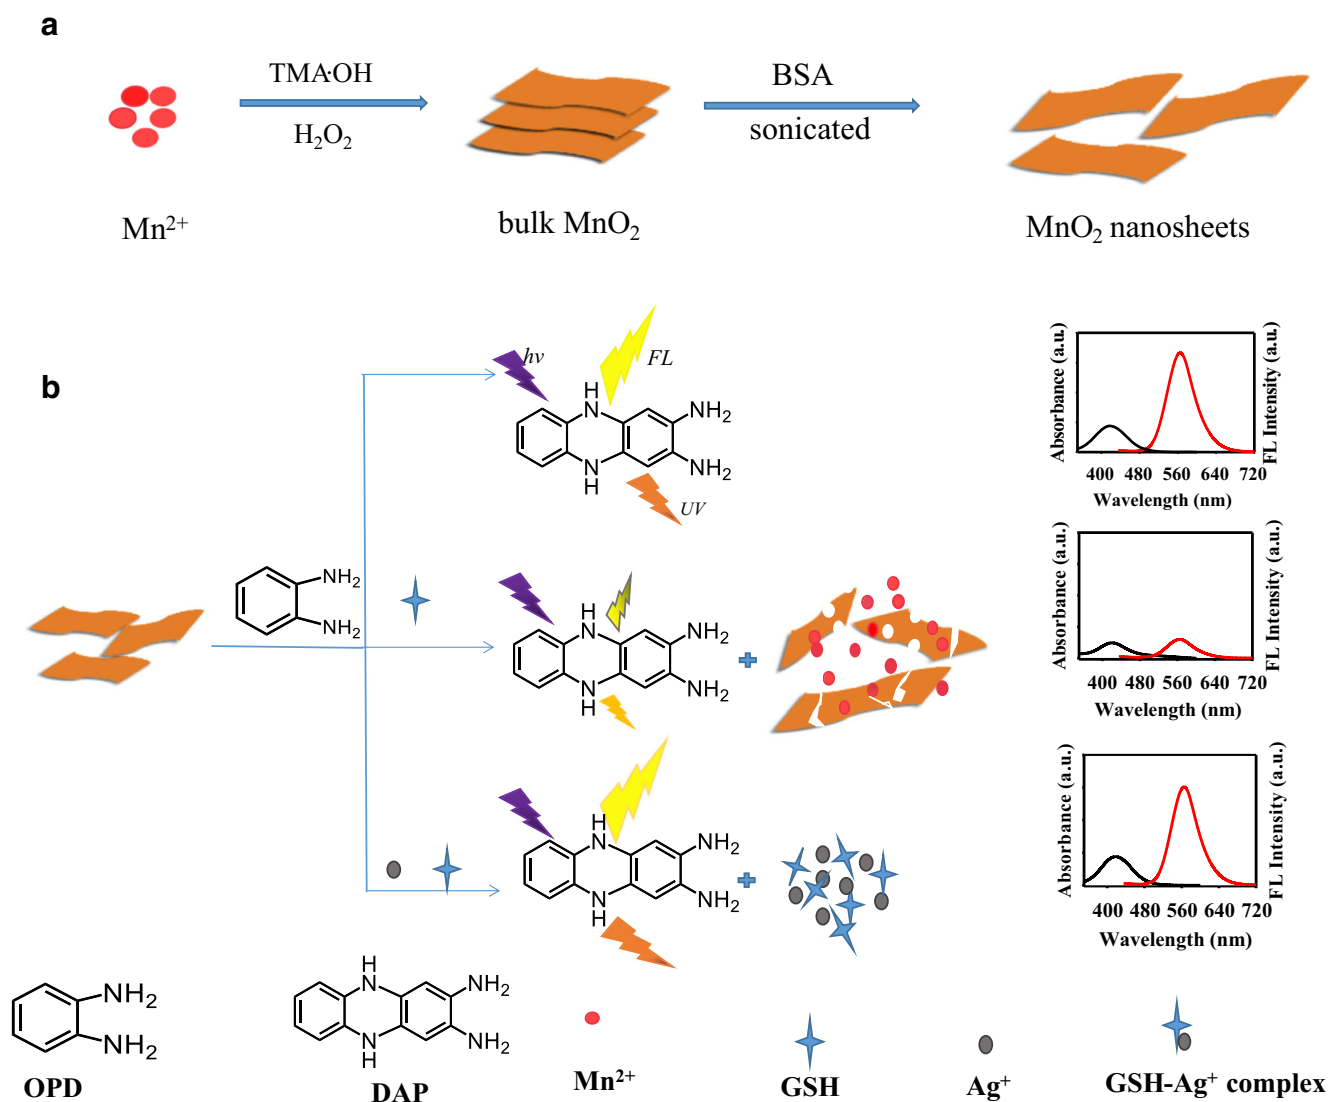 a
TMA·OH
H₂O₂
BSA
sonicated
Mn²⁺
bulk MnO₂
MnO₂ nanosheets
b
hν
FL
H
N
NH₂
N
H
NH₂
UV
Absorbance (a.u.)
FL Intensity (a.u.)
400 480 560 640 720
Wavelength (nm)
NH₂
NH₂
H
N
NH₂
N
H
NH₂
Absorbance (a.u.)
FL Intensity (a.u.)
400 480 560 640 720
Wavelength (nm)
H
N
NH₂
N
H
NH₂
Absorbance (a.u.)
FL Intensity (a.u.)
400 480 560 640 720
Wavelength (nm)
NH₂
NH₂
OPD
H
N
NH₂
N
H
NH₂
DAP
Mn²⁺
GSH
Ag⁺
GSH-Ag⁺ complex